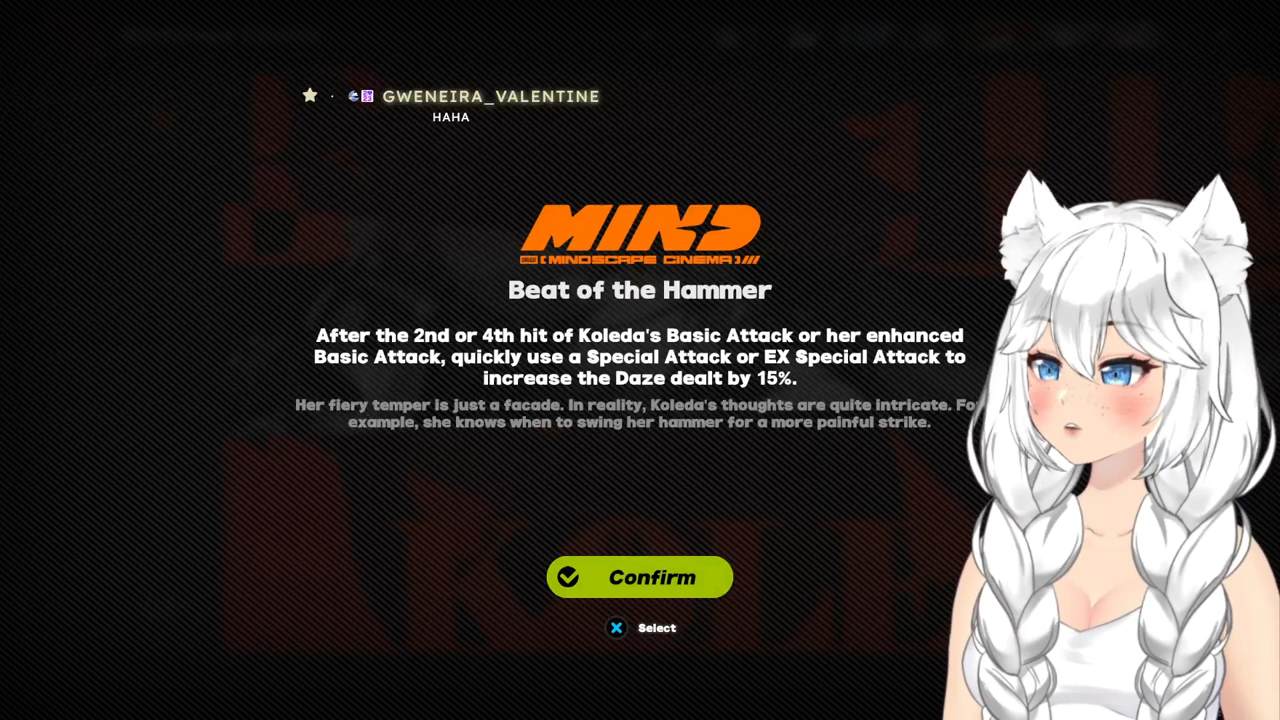 GWENEIRA_VALENTINE
HAHA
MIND
MINDSCAPE CINEMA
Beat of the Hammer
After the 2nd or 4th hit of Koleda's Basic Attack or her enhanced
Basic Attack, quickly use a Special Attack or EX Special Attack to
increase the Daze dealt by 15%.
Her fiery temper is just a facade. In reality, Koleda's thoughts are quite intricate. For
example, she knows when to swing her hammer for a more painful strike.
Confirm
Select